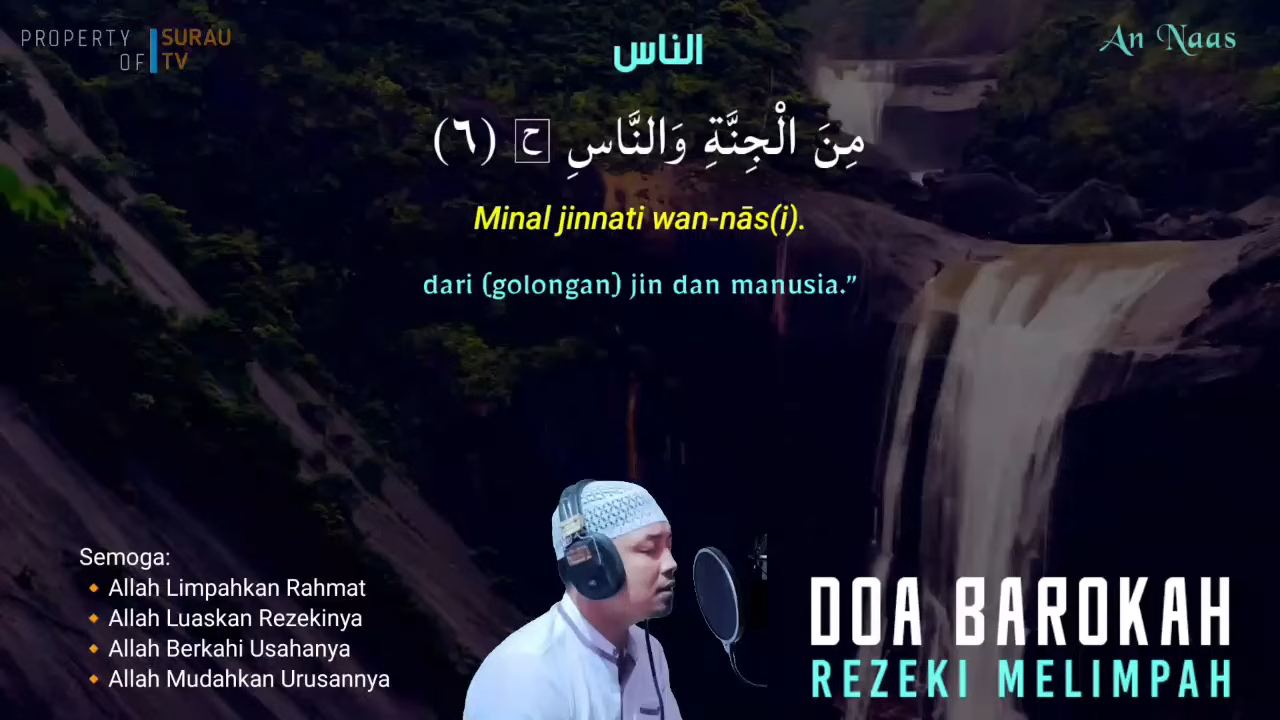 PROPERTY OF SURAU TV
الناس
An Naas
مِنَ الْجِنَّةِ وَالنَّاسِ ۝ح (٦)
Minal jinnati wan-nās(i).
dari (golongan) jin dan manusia.”
Semoga:
🔸Allah Limpahkan Rahmat
🔸Allah Luaskan Rezekinya
🔸Allah Berkahi Usahanya
🔸Allah Mudahkan Urusannya
DOA BAROKAH
REZEKI MELIMPAH